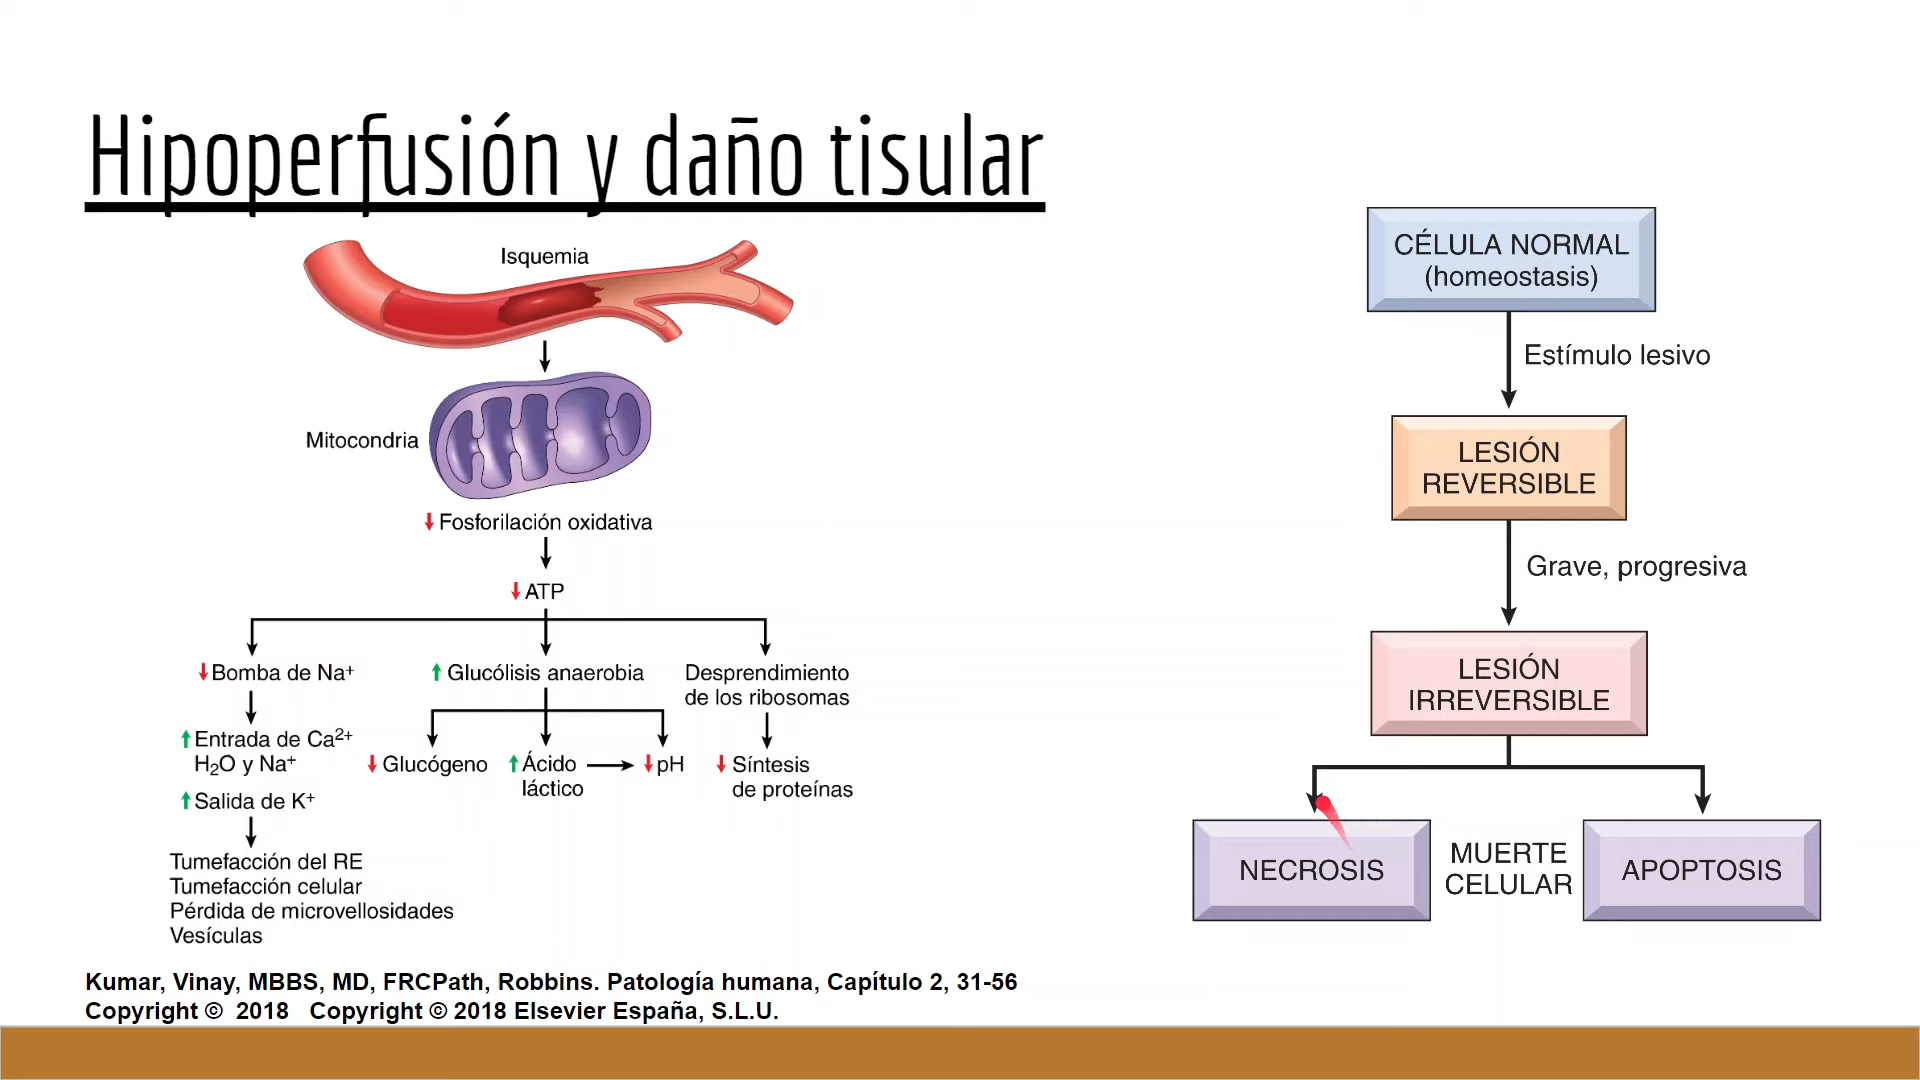 Hipoperfusión y daño tisular
Isquemia
Mitocondria
Fosforilación oxidativa
ATP
Bomba de Na+
Entrada de Ca2+
H2O y Na+
Salida de K+
Tumefacción del RE
Tumefacción celular
Pérdida de microvellosidades
Vesículas
Glucólisis anaerobia
Glucógeno
Ácido
láctico
pH
Desprendimiento
de los ribosomas
Síntesis
de proteínas
CÉLULA NORMAL
(homeostasis)
Estímulo lesivo
LESIÓN
REVERSIBLE
Grave, progresiva
LESIÓN
IRREVERSIBLE
NECROSIS
MUERTE
CELULAR
APOPTOSIS
Kumar, Vinay, MBBS, MD, FRCPath, Robbins. Patología humana, Capítulo 2, 31-56
Copyright © 2018 Copyright © 2018 Elsevier España, S.L.U.